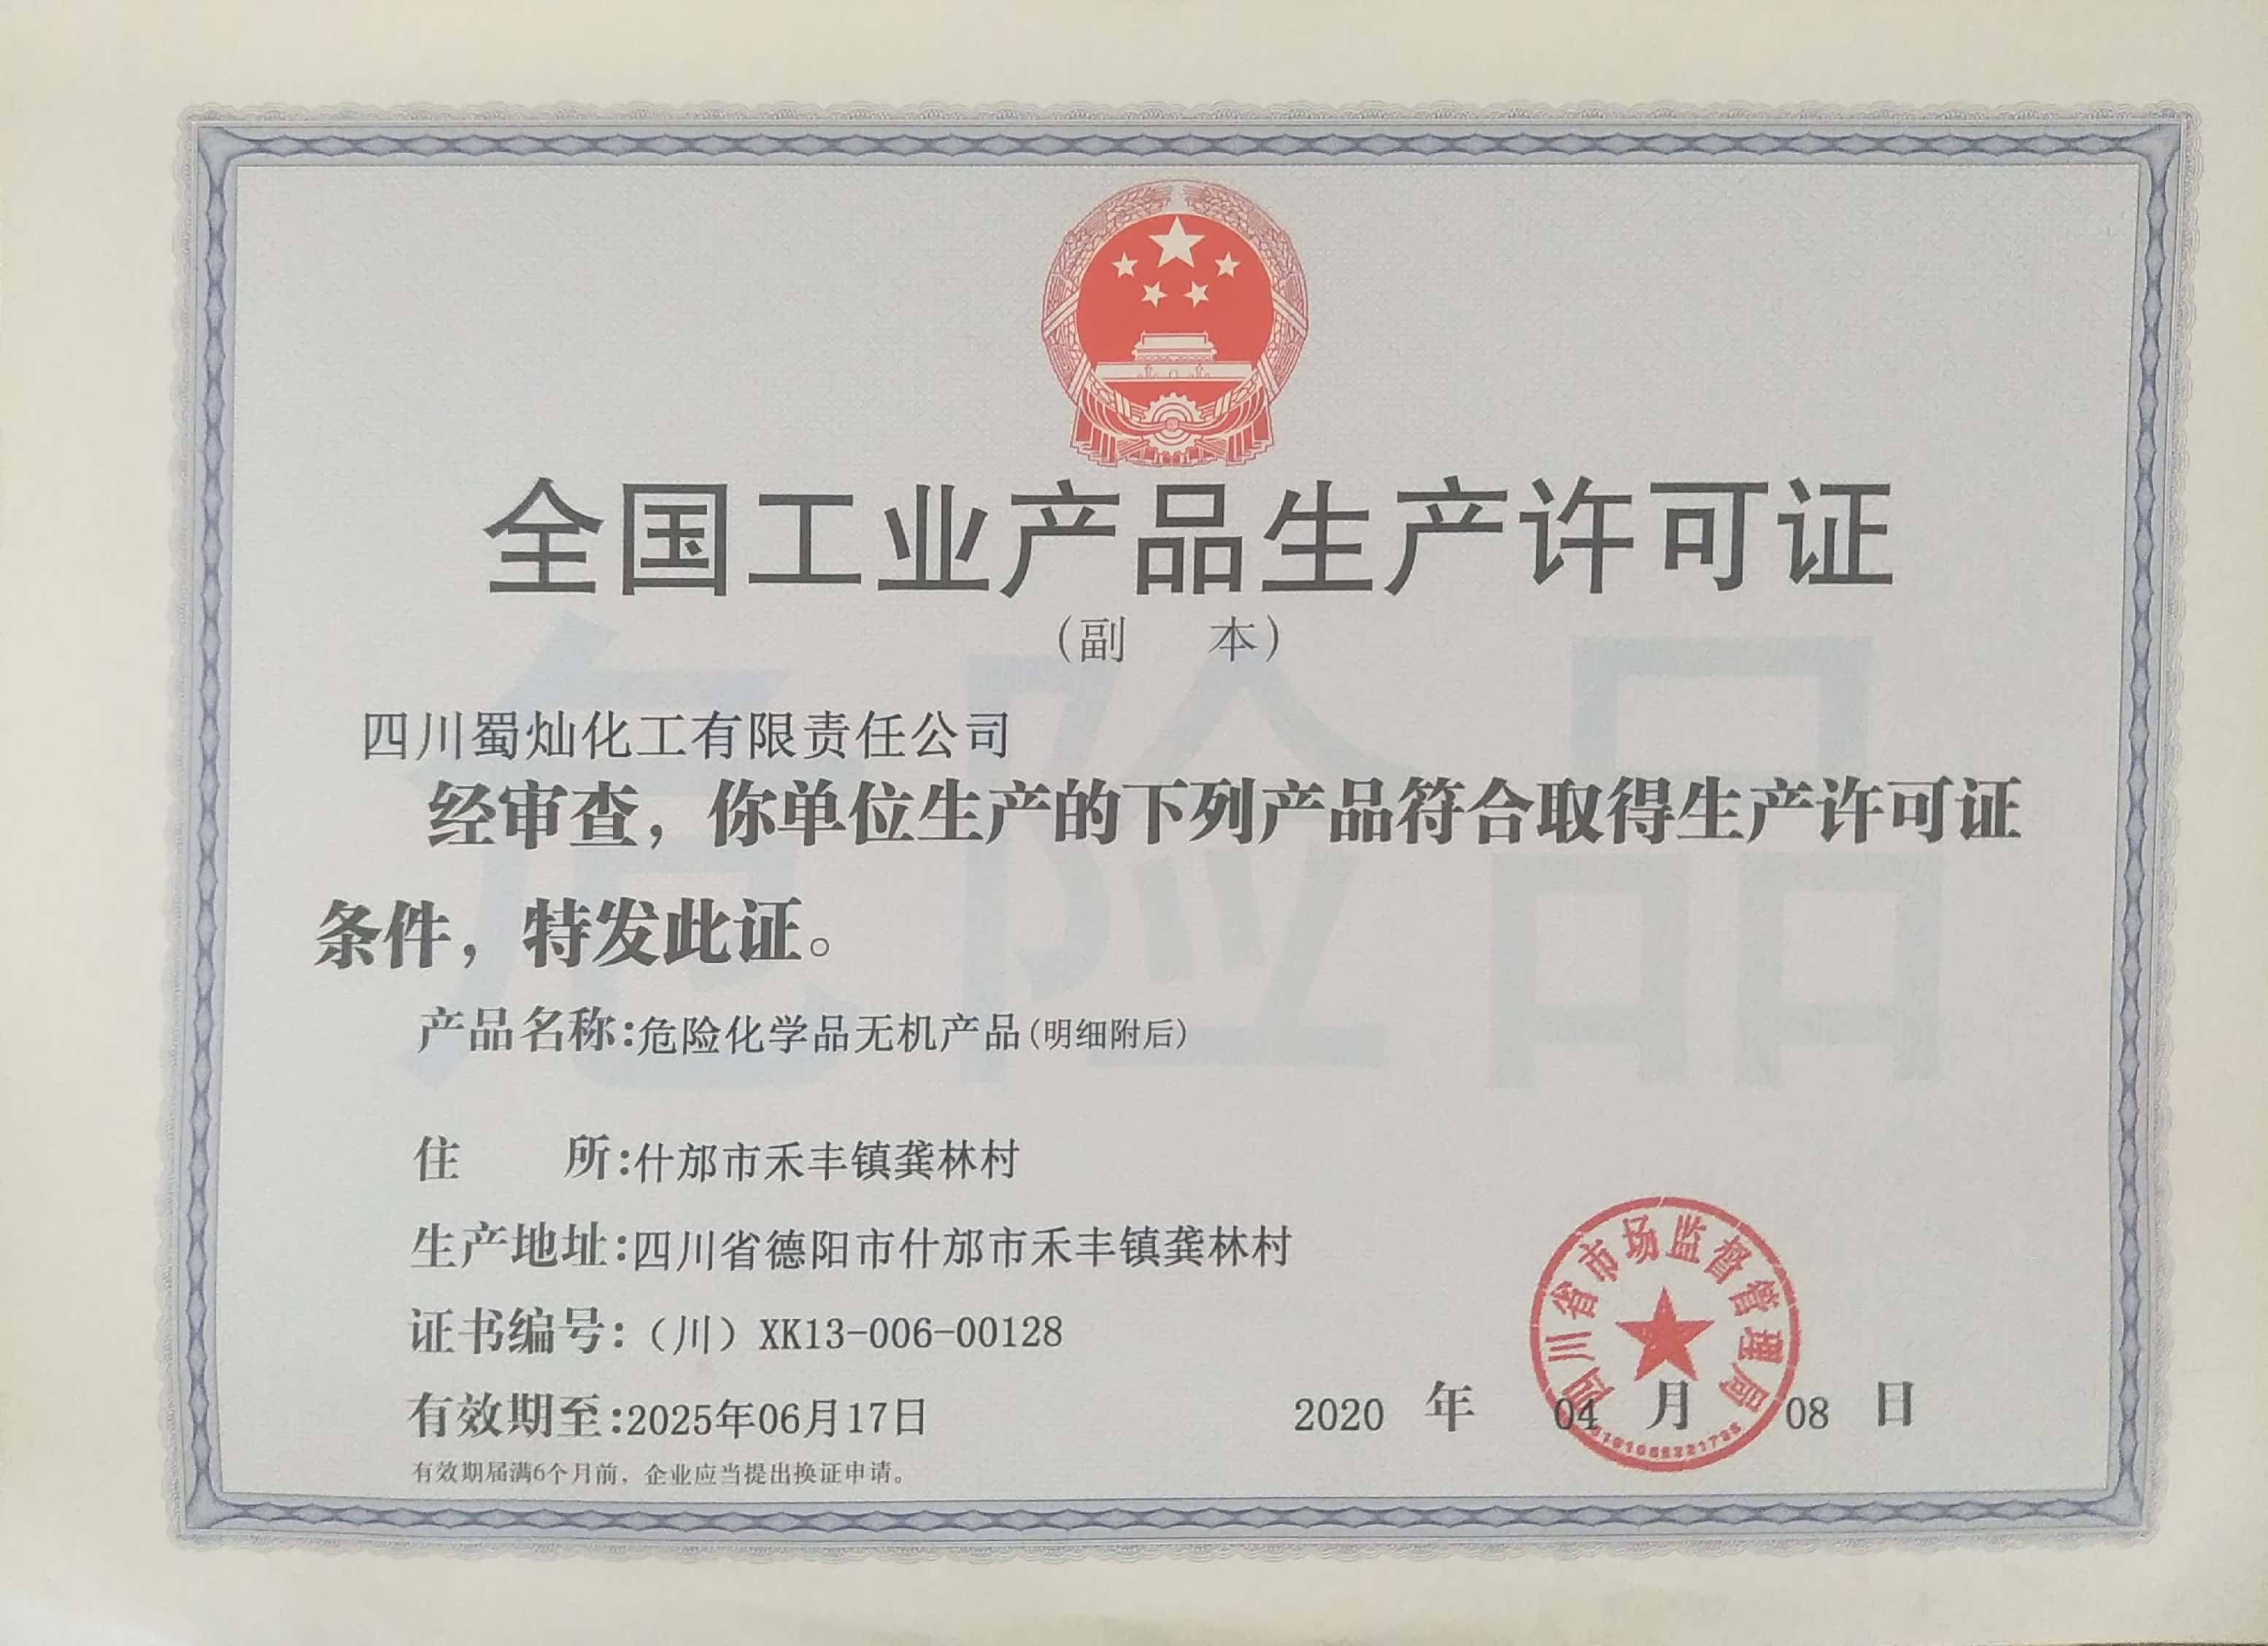 全国工业产品生产许可证
(副 本)
四川蜀灿化工有限责任公司
经审查，你单位生产的下列产品符合取得生产许可证
条件，特发此证。
产品名称:危险化学品无机产品(明细附后)
住 所:什邡市禾丰镇龚林村
生产地址:四川省德阳市什邡市禾丰镇龚林村
证书编号:（川）XK13-006-00128
有效期至:2025年06月17日
2020 年 04 月 08 日
有效期届满6个月前，企业应当提出换证申请。
四川省市场监督管理局
危险品